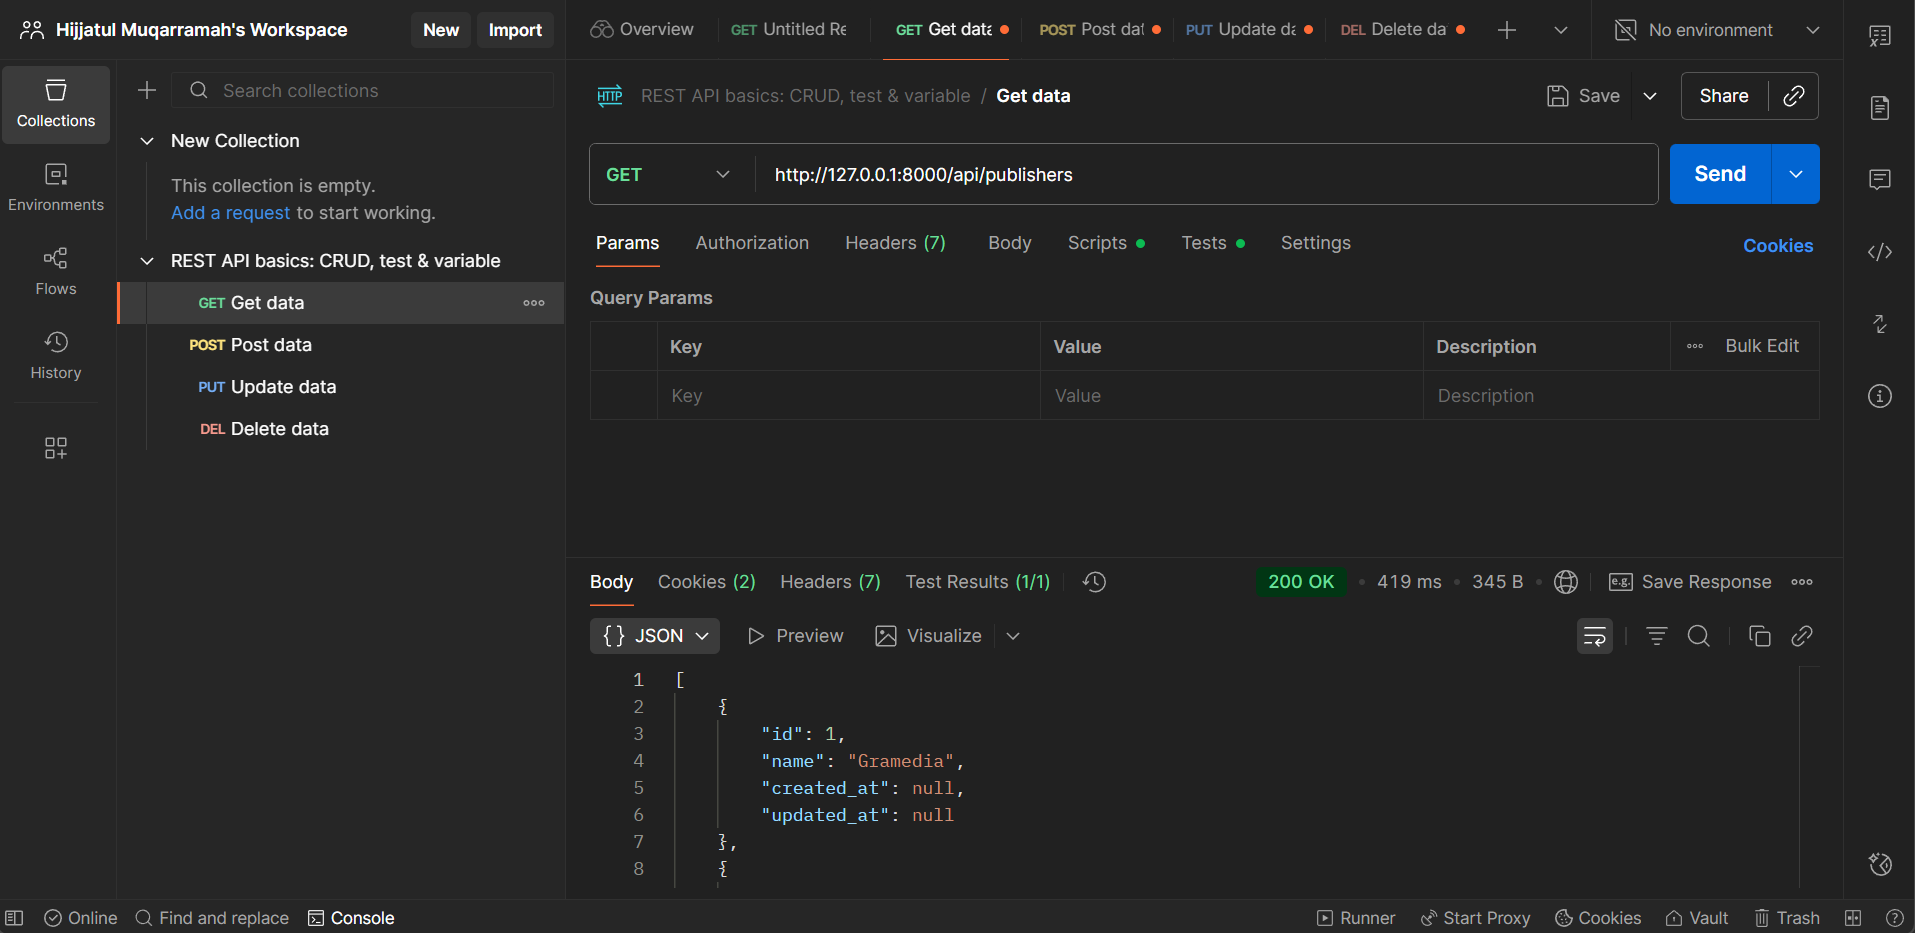 Hijjatul Muqarramah's Workspace New Import
Overview GET Untitled Re GET Get data POST Post dat PUT Update da DEL Delete da No environment
Collections
Environments
Flows
History
Search collections
New Collection
This collection is empty.
Add a request to start working.
REST API basics: CRUD, test & variable
GET Get data
POST Post data
PUT Update data
DEL Delete data
HTTP REST API basics: CRUD, test & variable / Get data Save Share
GET http://127.0.0.1:8000/api/publishers Send
Params Authorization Headers (7) Body Scripts Tests Settings Cookies
Query Params
Key Value Description Bulk Edit
Key Value Description
Body Cookies (2) Headers (7) Test Results (1/1) 200 OK • 419 ms • 345 B • e.g. Save Response
{} JSON Preview Visualize
1 [
2 {
3 "id": 1,
4 "name": "Gramedia",
5 "created_at": null,
6 "updated_at": null
7 },
8 {
Online Find and replace Console Runner Start Proxy Cookies Vault Trash